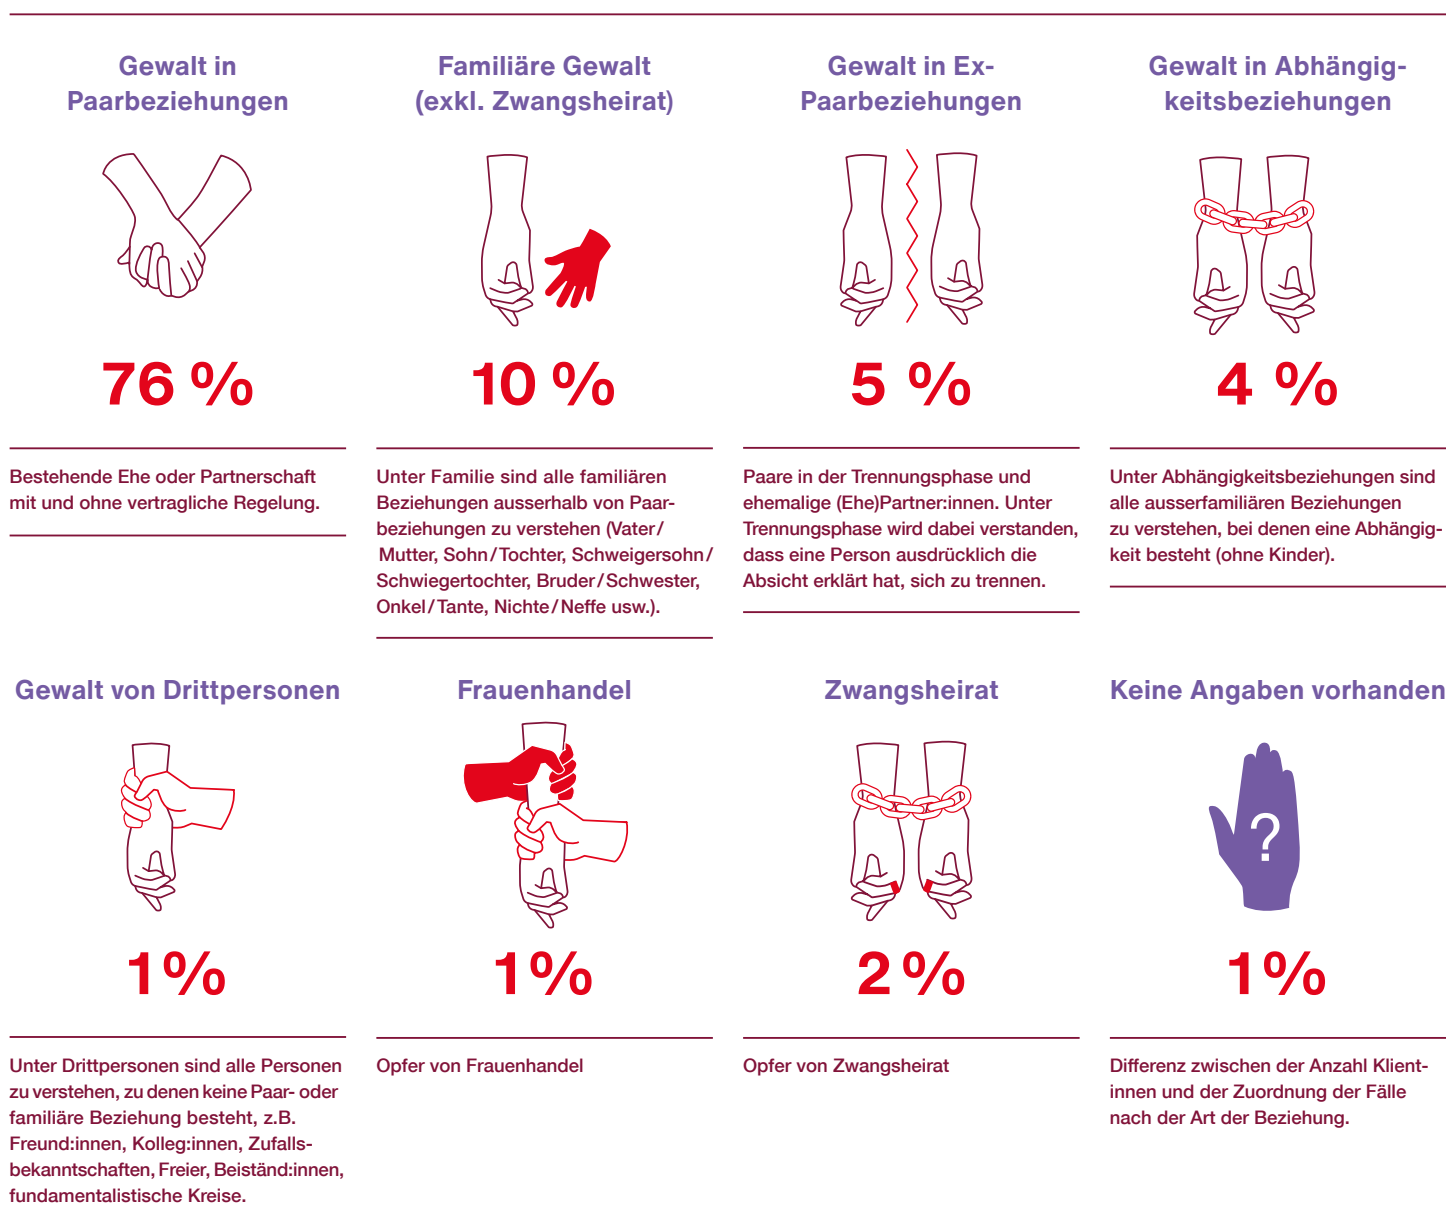 Gewalt in
Paarbeziehungen
76 %
Bestehende Ehe oder Partnerschaft
mit und ohne vertragliche Regelung.
Familiäre Gewalt
(exkl. Zwangsheirat)
10 %
Unter Familie sind alle familiären
Beziehungen ausserhalb von Paar-
beziehungen zu verstehen (Vater/
Mutter, Sohn/Tochter, Schweigersohn/
Schwiegertochter, Bruder/Schwester,
Onkel/Tante, Nichte/Neffe usw.).
Gewalt in Ex-
Paarbeziehungen
5 %
Paare in der Trennungsphase und
ehemalige (Ehe)Partner:innen. Unter
Trennungsphase wird dabei verstanden,
dass eine Person ausdrücklich die
Absicht erklärt hat, sich zu trennen.
Gewalt in Abhängig-
keitsbeziehungen
4 %
Unter Abhängigkeitsbeziehungen sind
alle ausserfamiliären Beziehungen
zu verstehen, bei denen eine Abhängig-
keit besteht (ohne Kinder).
Gewalt von Drittpersonen
1 %
Unter Drittpersonen sind alle Personen
zu verstehen, zu denen keine Paar- oder
familiäre Beziehung besteht, z.B.
Freund:innen, Kolleg:innen, Zufalls-
bekanntschaften, Freier, Beiständ:innen,
fundamentalistische Kreise.
Frauenhandel
1 %
Opfer von Frauenhandel
Zwangsheirat
2 %
Opfer von Zwangsheirat
Keine Angaben vorhanden
?
1 %
Differenz zwischen der Anzahl Klient-
innen und der Zuordnung der Fälle
nach der Art der Beziehung.